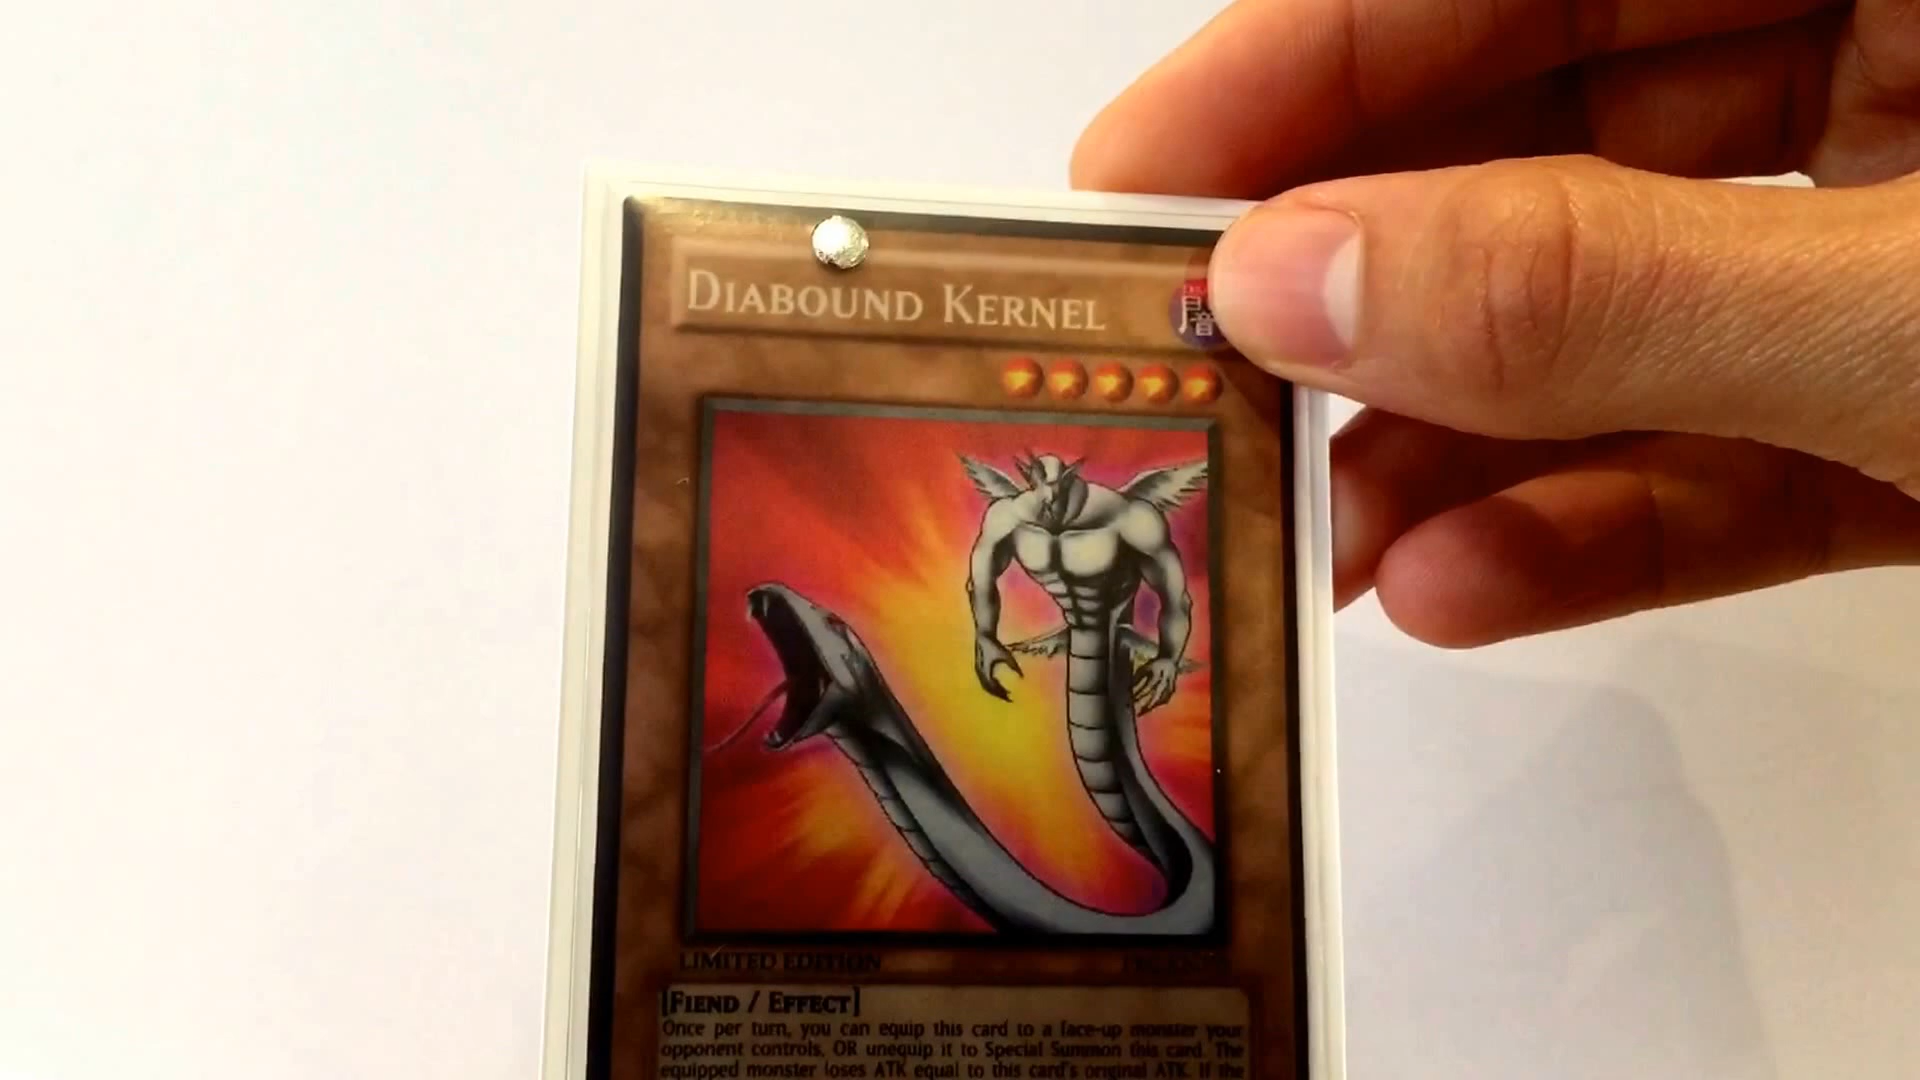 DIABOUND KERNEL
闇
LIMITED EDITION
[FIEND / EFFECT]
Once per turn, you can equip this card to a face-up monster your
opponent controls, OR unequip it to Special Summon this card. The
equipped monster loses ATK equal to this card's original ATK. If the